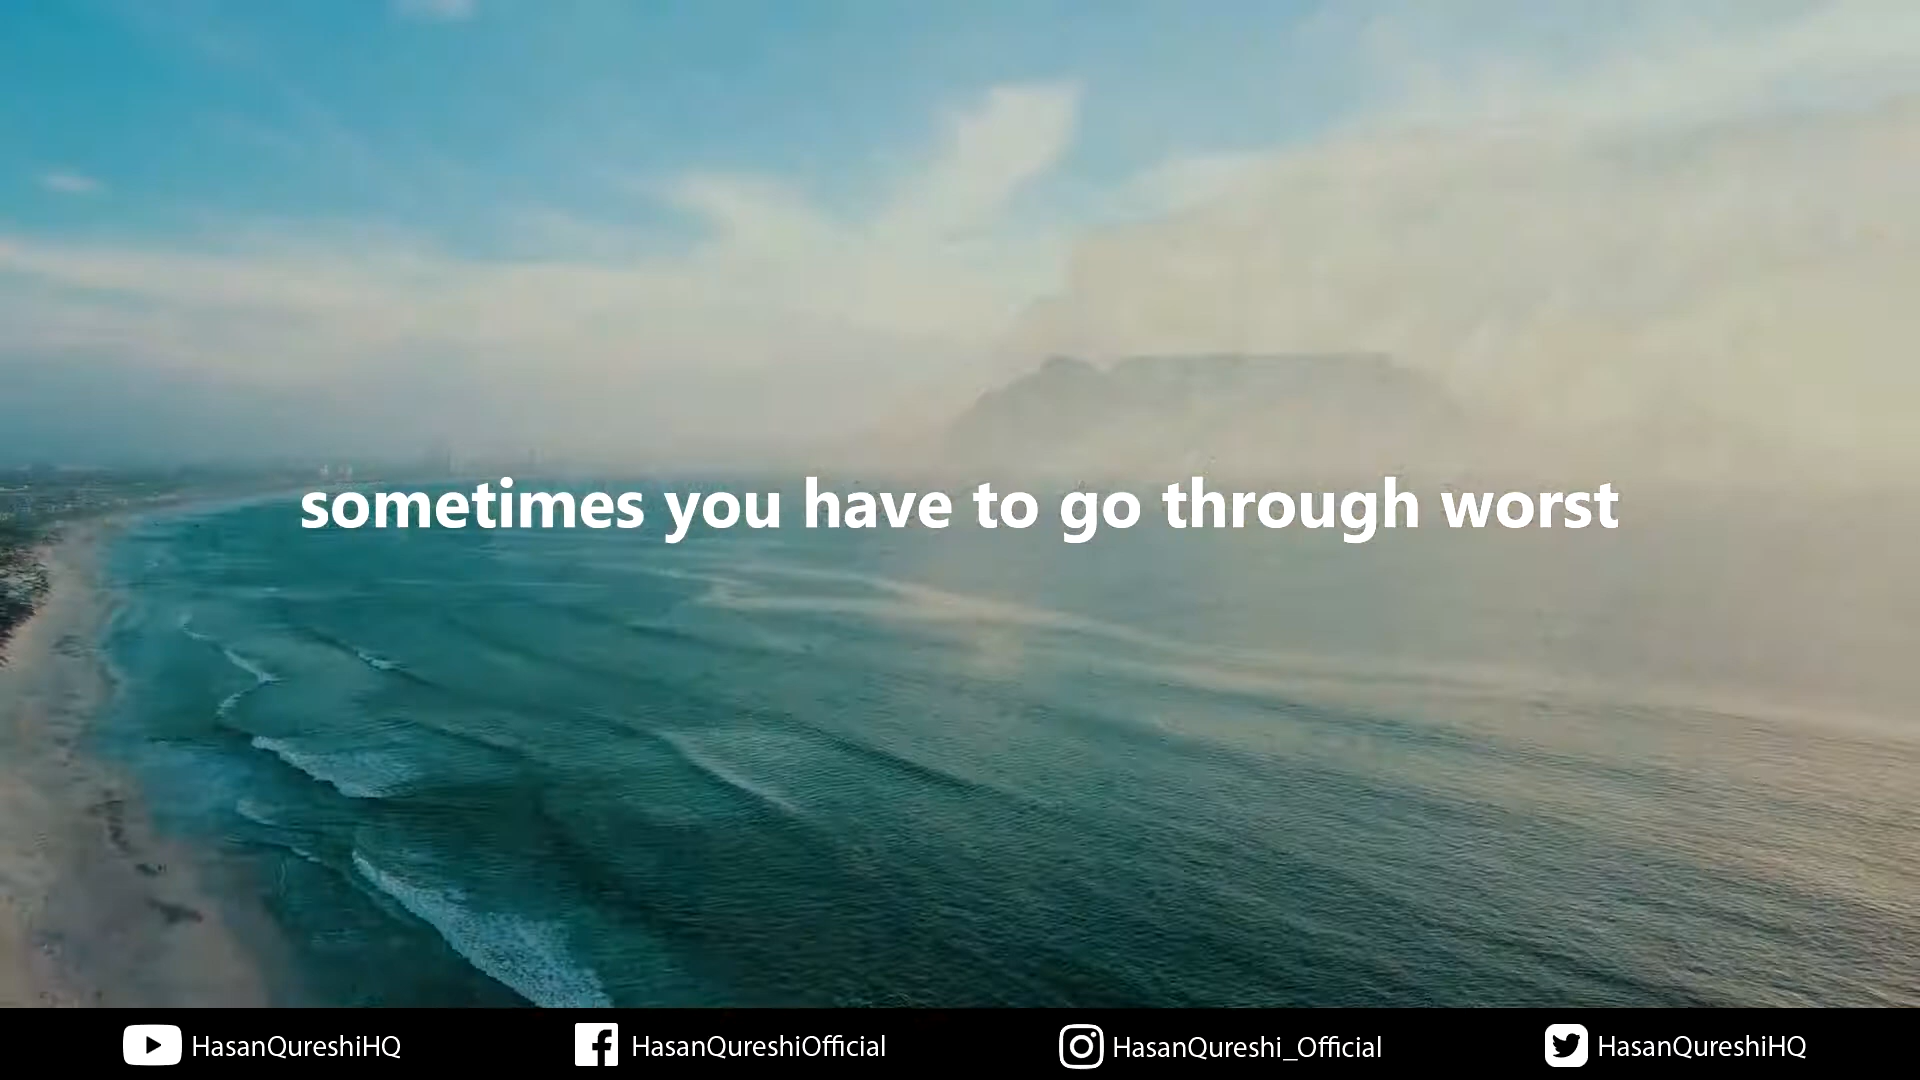 sometimes you have to go through worst
HasanQureshiHQ
HasanQureshiOfficial
HasanQureshi_Official
HasanQureshiHQ